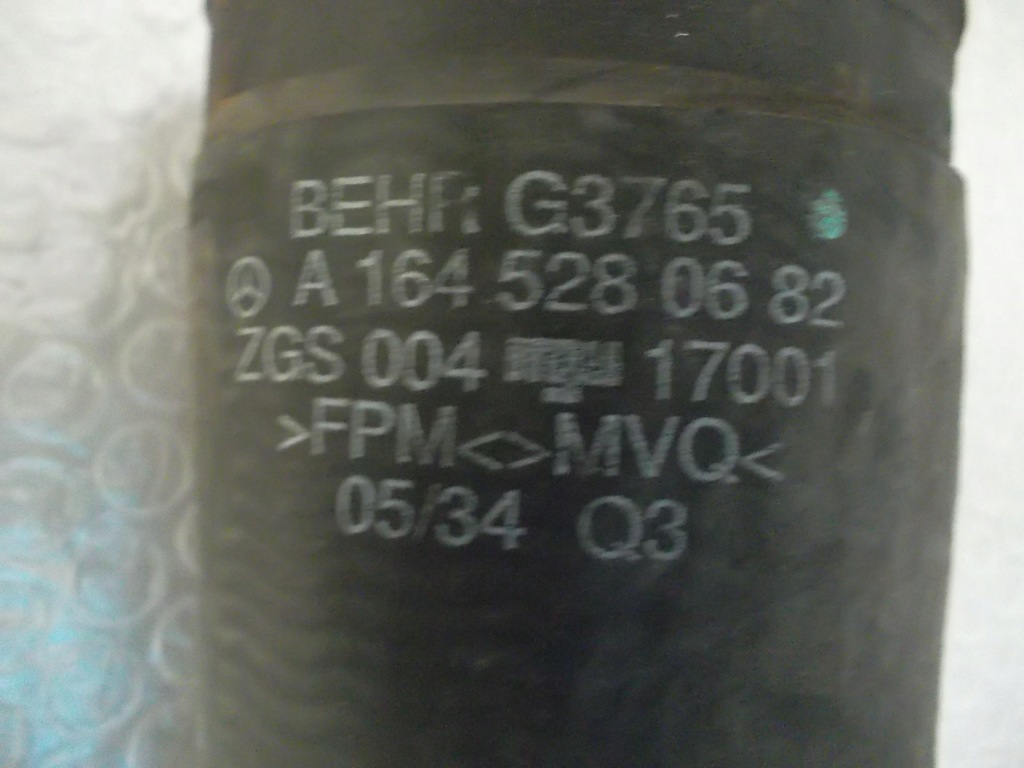 BEHR G3765
A 164 528 06 82
ZGS 004 17001
>FPM<>MVQ<
05/34 Q3